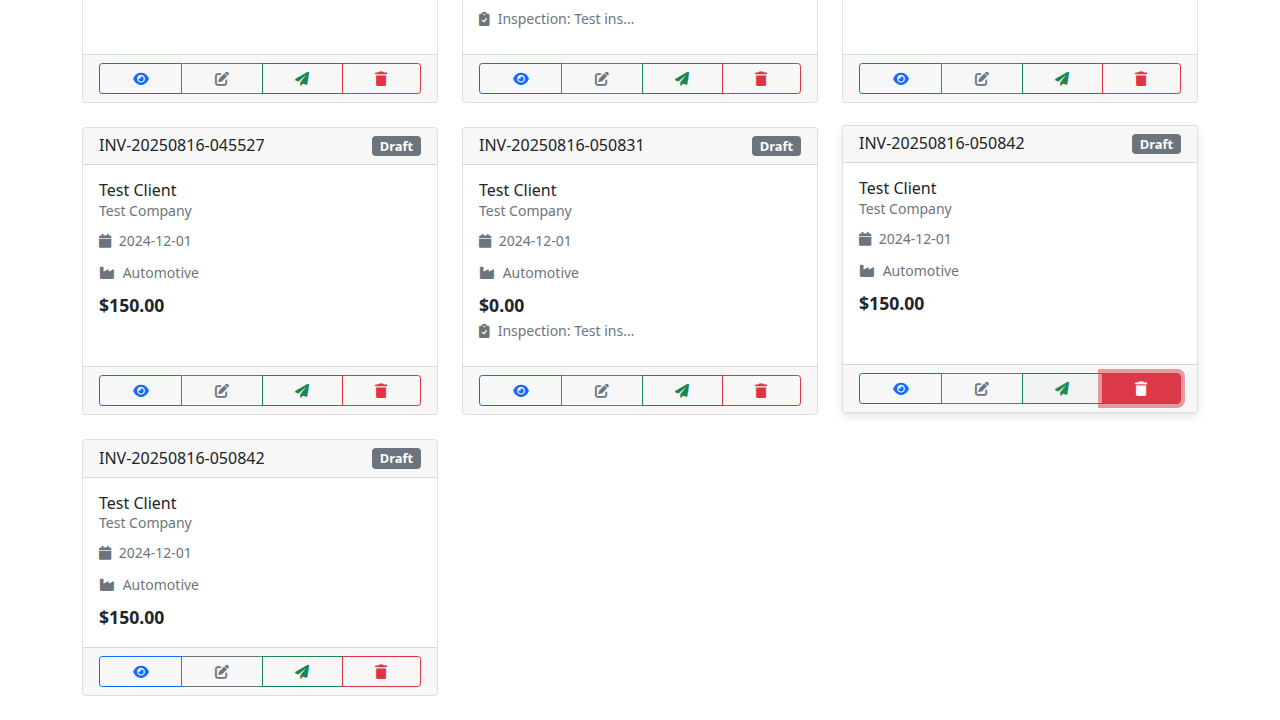 Inspection: Test ins...
INV-20250816-045527
Draft
Test Client
Test Company
2024-12-01
Automotive
$150.00
INV-20250816-050831
Draft
Test Client
Test Company
2024-12-01
Automotive
$0.00
Inspection: Test ins...
INV-20250816-050842
Draft
Test Client
Test Company
2024-12-01
Automotive
$150.00
INV-20250816-050842
Draft
Test Client
Test Company
2024-12-01
Automotive
$150.00